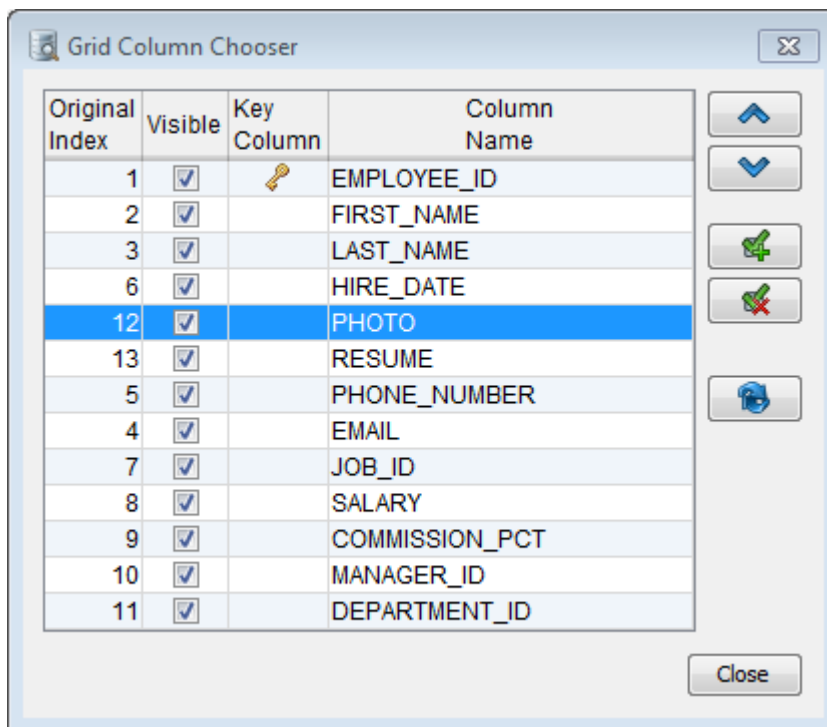 Grid Column Chooser
Original Index Visible Key Column Column Name
1 EMPLOYEE_ID
2 FIRST_NAME
3 LAST_NAME
6 HIRE_DATE
12 PHOTO
13 RESUME
5 PHONE_NUMBER
4 EMAIL
7 JOB_ID
8 SALARY
9 COMMISSION_PCT
10 MANAGER_ID
11 DEPARTMENT_ID
Close